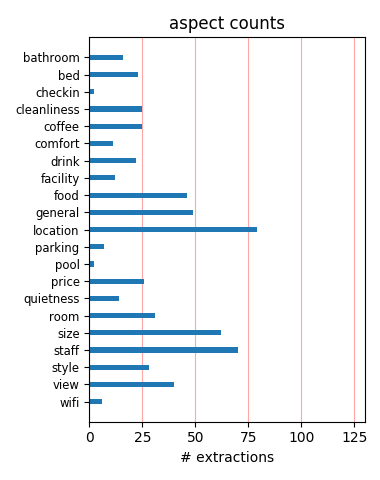 aspect counts
bathroom
bed
checkin
cleanliness
coffee
comfort
drink
facility
food
general
location
parking
pool
price
quietness
room
size
staff
style
view
wifi
0 25 50 75 100 125
# extractions